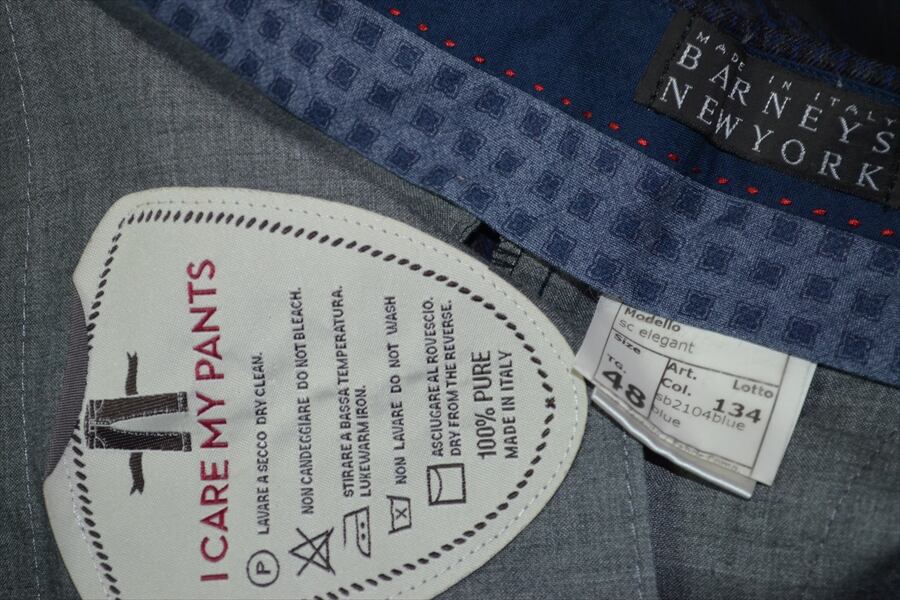 MADE IN ITALY
BARNEYS
NEW YORK
I CARE MY PANTS
P LAVARE A SECO DRY CLEAN.
NON CANDEGGIARE DO NOT BLEACH.
STIRARE A BASSA TEMPERATURA.
LUKEWARM IRON.
NON LAVARE DO NOT WASH
ASCIUGARE AL ROVESCIO.
DRY FROM THE REVERSE.
100% PURE
MADE IN ITALY
Modello
sc elegant
Size
TG.
48
Art.
Col.
Lotto
134
sb2104blue
blue